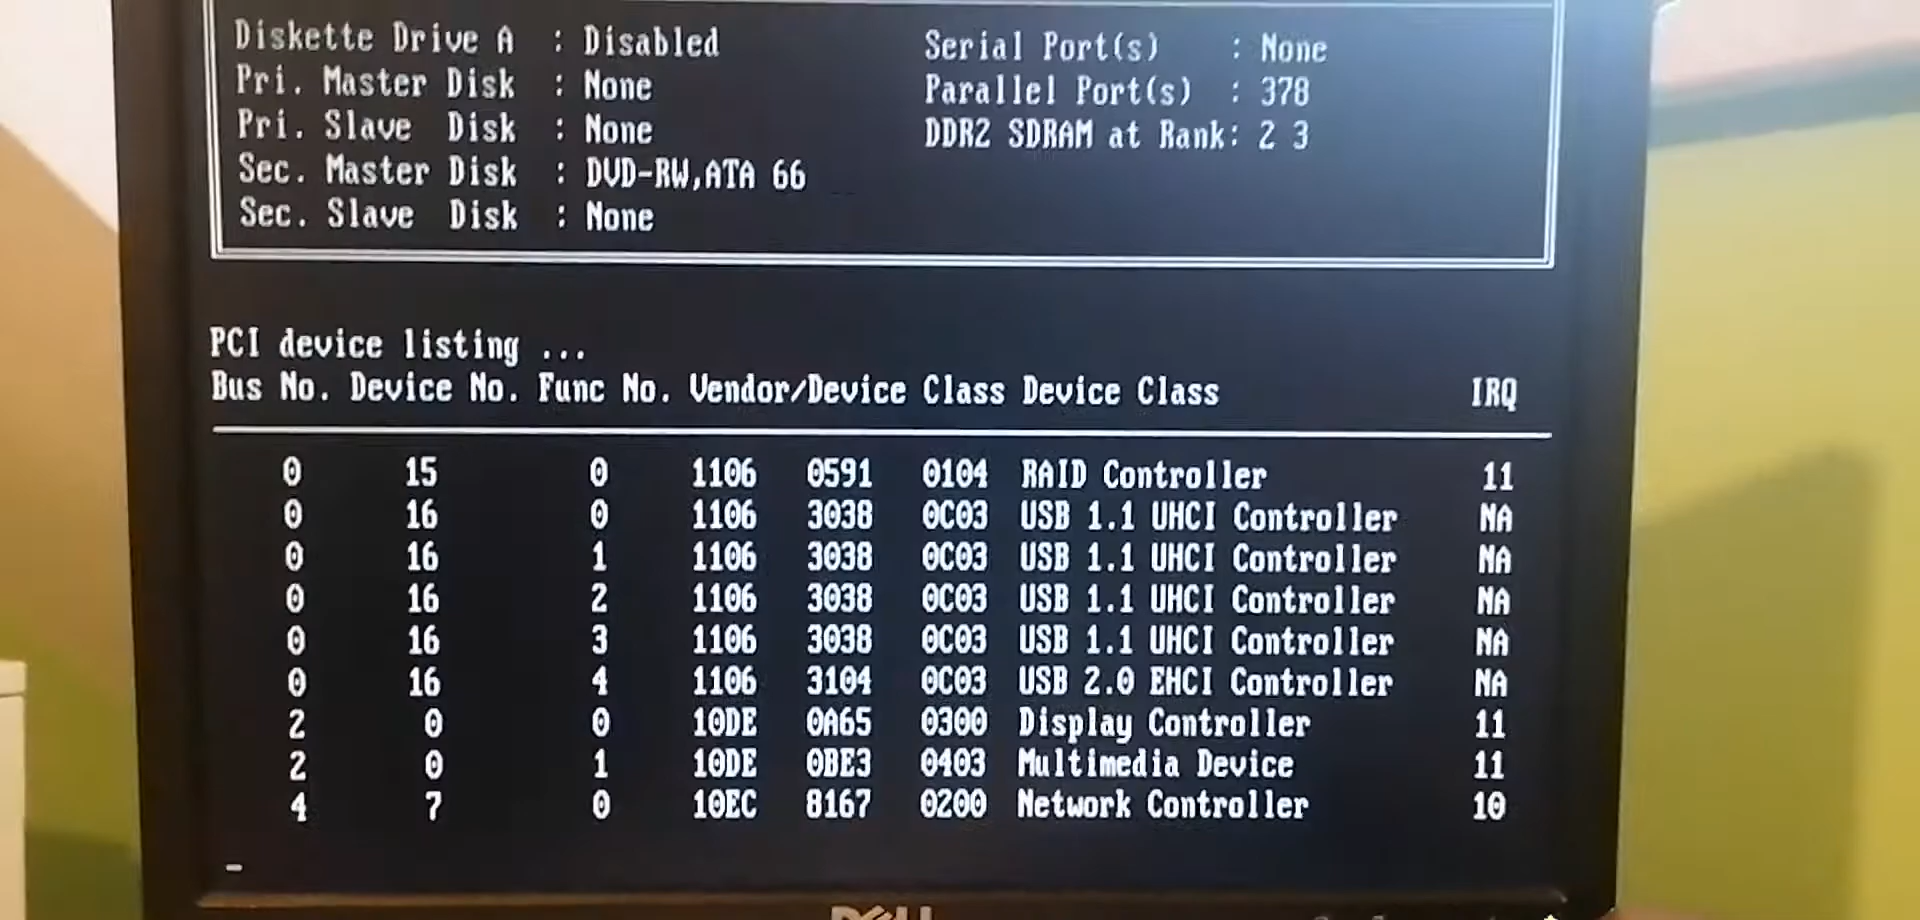 Diskette Drive A : Disabled Serial Port(s) : None
Pri. Master Disk : None Parallel Port(s) : 378
Pri. Slave Disk : None DDR2 SDRAM at Rank: 2 3
Sec. Master Disk : DVD-RW,ATA 66
Sec. Slave Disk : None
PCI device listing ...
Bus No. Device No. Func No. Vendor/Device Class Device Class IRQ
0 15 0 1106 0591 0104 RAID Controller 11
0 16 0 1106 3038 0C03 USB 1.1 UHCI Controller NA
0 16 1 1106 3038 0C03 USB 1.1 UHCI Controller NA
0 16 2 1106 3038 0C03 USB 1.1 UHCI Controller NA
0 16 3 1106 3038 0C03 USB 1.1 UHCI Controller NA
0 16 4 1106 3104 0C03 USB 2.0 EHCI Controller NA
2 0 0 10DE 0A65 0300 Display Controller 11
2 0 1 10DE 0BE3 0403 Multimedia Device 11
4 7 0 10EC 8167 0200 Network Controller 10
DELL